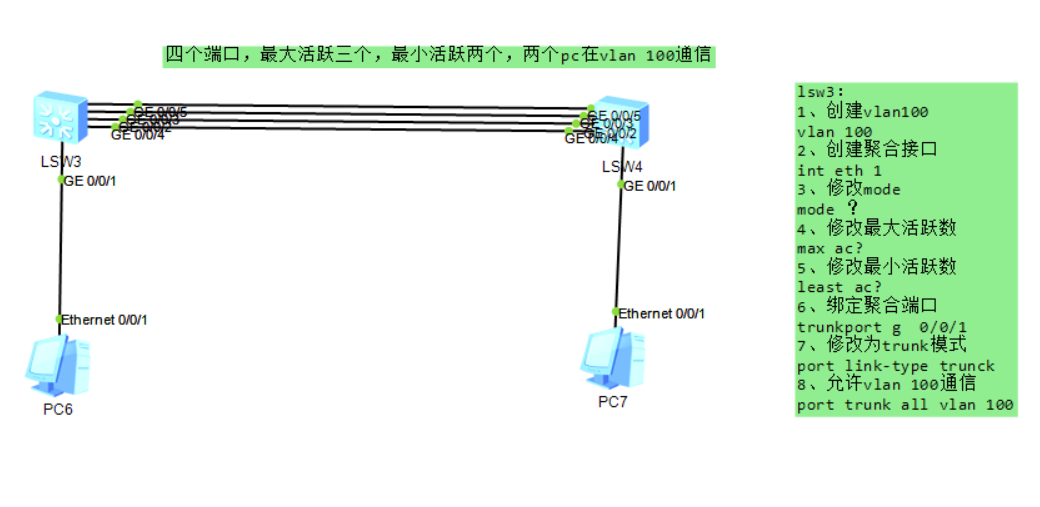 四个端口，最大活跃三个，最小活跃两个，两个pc在vlan 100通信
GE 0/0/5
GE 0/0/3
GE 0/0/2
GE 0/0/4
GE 0/0/5
GE 0/0/3
GE 0/0/2
GE 0/0/4
LSW3
LSW4
GE 0/0/1
GE 0/0/1
Ethernet 0/0/1
Ethernet 0/0/1
PC6
PC7
lsw3：
1、创建vlan100
vlan 100
2、创建聚合接口
int eth 1
3、修改mode
mode ？
4、修改最大活跃数
max ac?
5、修改最小活跃数
least ac?
6、绑定聚合端口
trunkport g  0/0/1
7、修改为trunk模式
port link-type trunck
8、允许vlan 100通信
port trunk all vlan 100